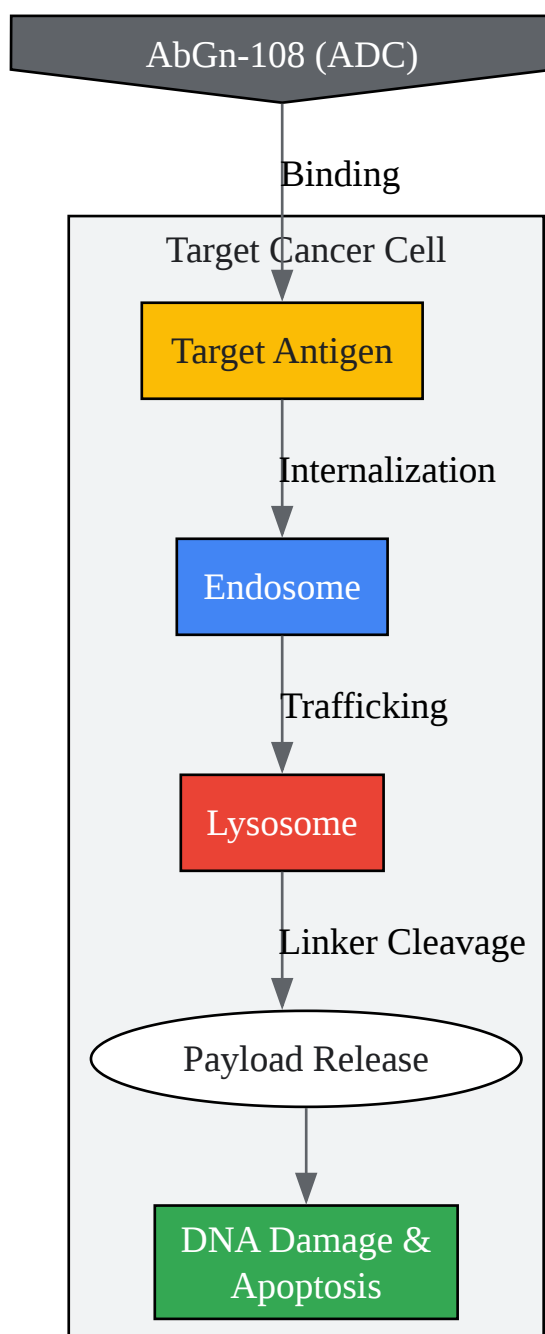 AbGn-108 (ADC)
Binding
Target Cancer Cell
Target Antigen
Internalization
Endosome
Trafficking
Lysosome
Linker Cleavage
Payload Release
DNA Damage &
Apoptosis